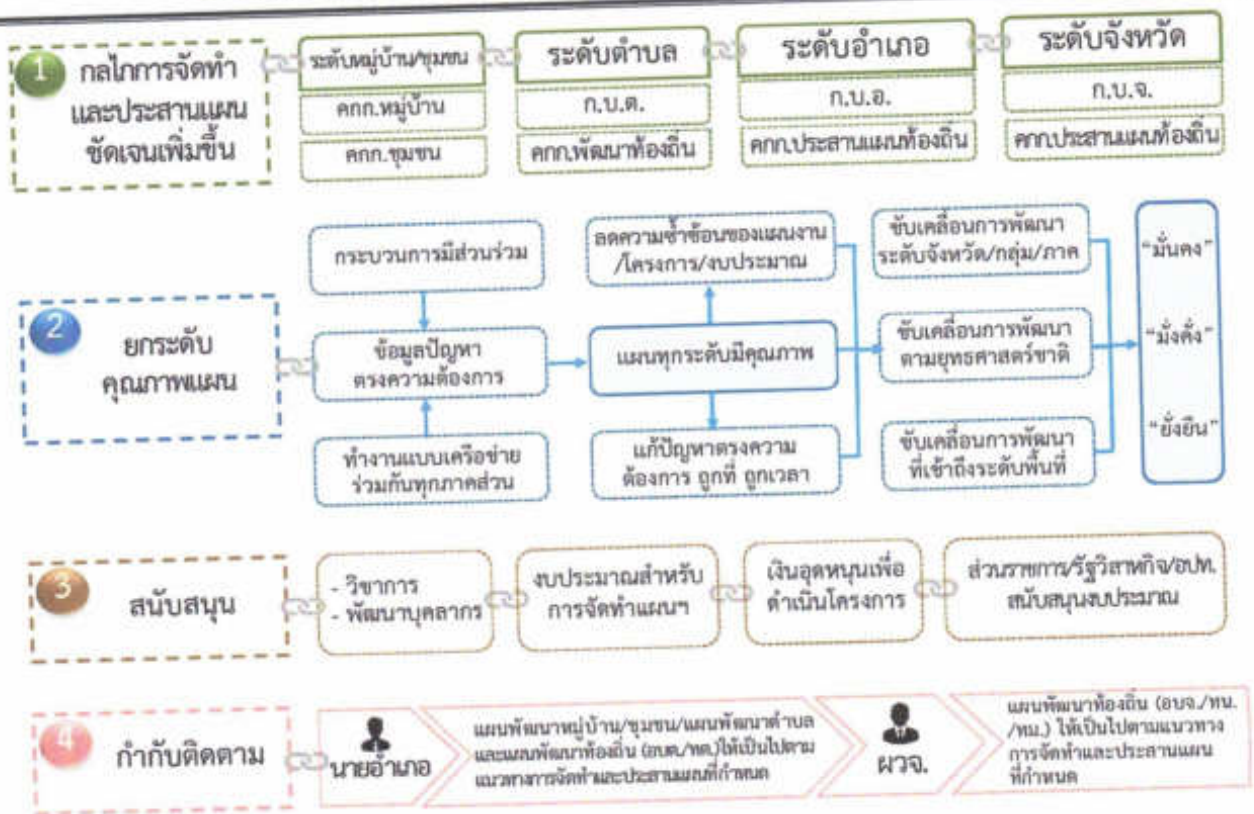 1
กลไกการจัดทำ
และประสานแผน
ชัดเจนเพิ่มขึ้น
ระดับหมู่บ้าน/ชุมชน
คกก.หมู่บ้าน
คกก.ชุมชน
ระดับตำบล
ก.บ.ต.
คกก.พัฒนาท้องถิ่น
ระดับอำเภอ
ก.บ.อ.
คกก.ประสานแผนท้องถิ่น
ระดับจังหวัด
ก.บ.จ.
คกก.ประสานแผนท้องถิ่น
2
ยกระดับ
คุณภาพแผน
กระบวนการมีส่วนร่วม
ข้อมูลปัญหา
ตรงความต้องการ
ทำงานแบบเครือข่าย
ร่วมกันทุกภาคส่วน
ลดความซ้ำซ้อนของแผนงาน
/โครงการ/งบประมาณ
แผนทุกระดับมีคุณภาพ
แก้ปัญหาตรงความ
ต้องการ ถูกที่ ถูกเวลา
ขับเคลื่อนการพัฒนา
ระดับจังหวัด/กลุ่ม/ภาค
ขับเคลื่อนการพัฒนา
ตามยุทธศาสตร์ชาติ
ขับเคลื่อนการพัฒนา
ที่เข้าถึงระดับพื้นที่
“มั่นคง”
“มั่งคั่ง”
“ยั่งยืน”
3
สนับสนุน
- วิชาการ
- พัฒนาบุคลากร
งบประมาณสำหรับ
การจัดทำแผนฯ
เงินอุดหนุนเพื่อ
ดำเนินโครงการ
ส่วนราชการ/รัฐวิสาหกิจ/อปท.
สนับสนุนงบประมาณ
4
กำกับติดตาม
นายอำเภอ
แผนพัฒนาหมู่บ้าน/ชุมชน/แผนพัฒนาตำบล
และแผนพัฒนาท้องถิ่น (อบต./ทต.)ให้เป็นไปตาม
แนวทางการจัดทำและประสานแผนที่กำหนด
ผวจ.
แผนพัฒนาท้องถิ่น (อบจ./ทน.
/ทม.) ให้เป็นไปตามแนวทาง
การจัดทำและประสานแผน
ที่กำหนด